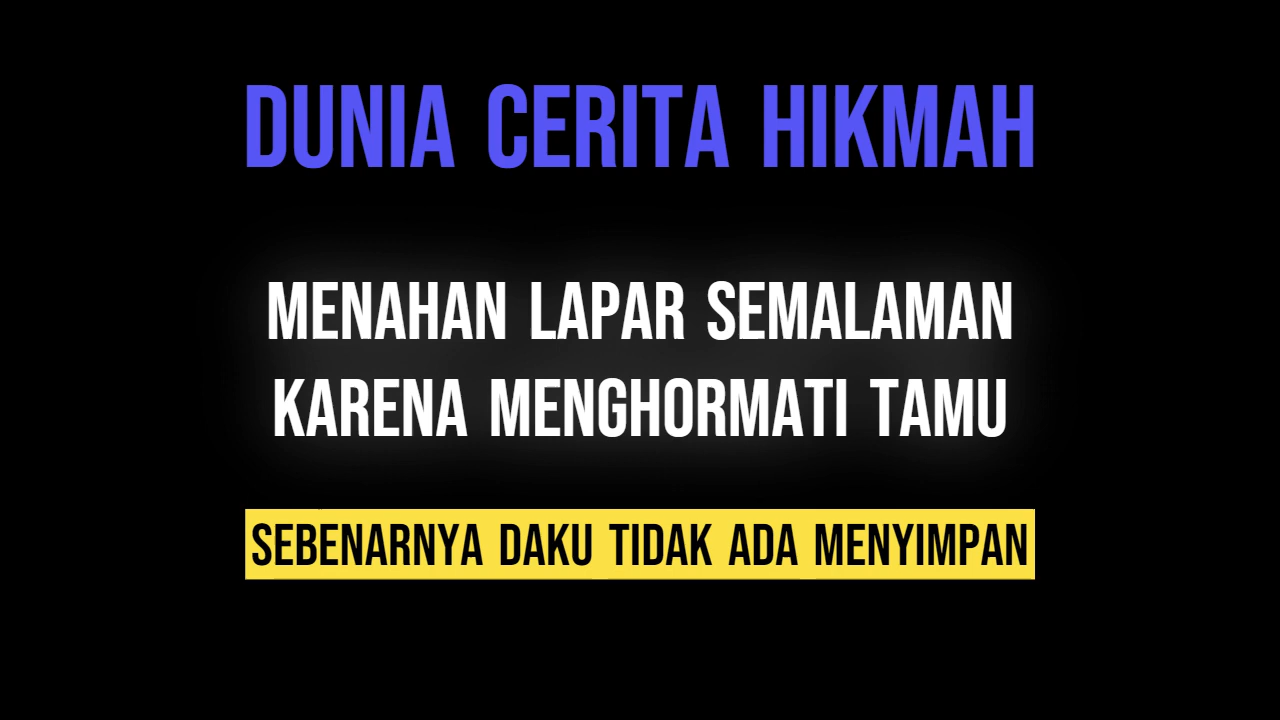 DUNIA CERITA HIKMAH
MENAHAN LAPAR SEMALAMAN
KARENA MENGHORMATI TAMU
SEBENARNYA DAKU TIDAK ADA MENYIMPAN